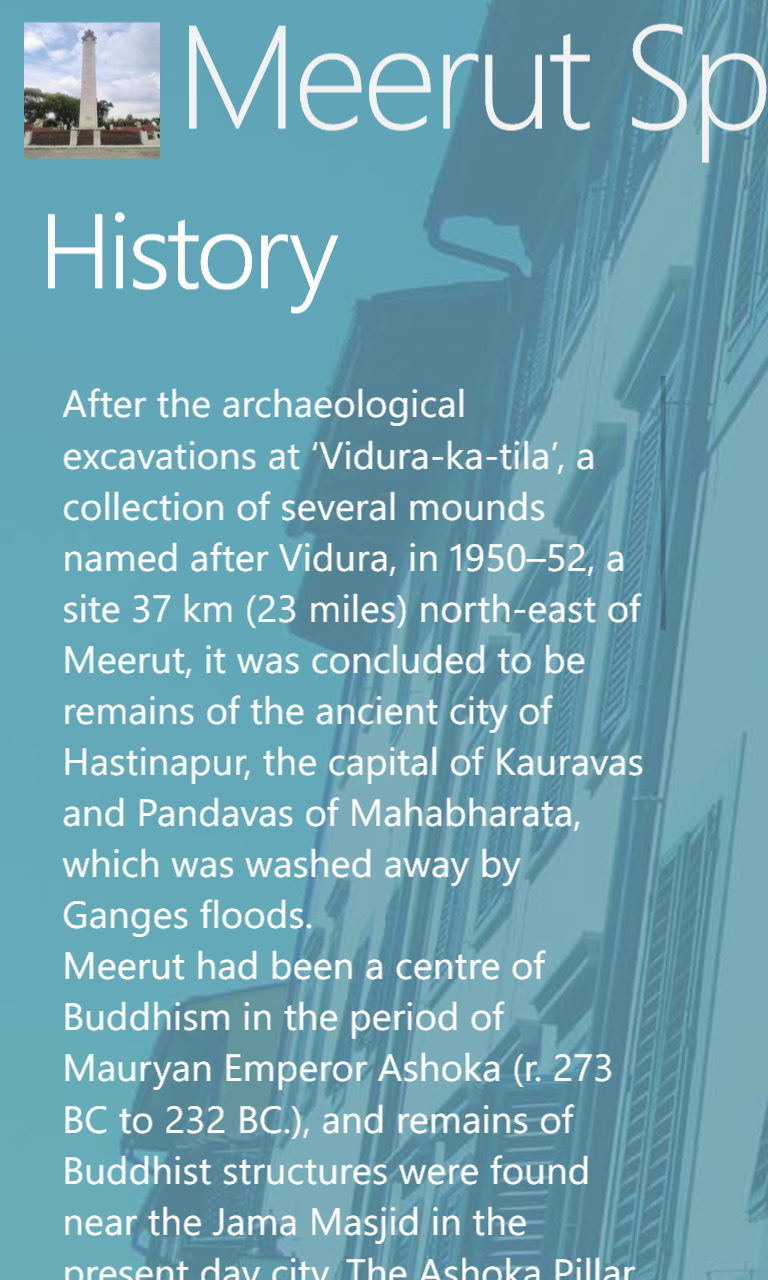 Meerut Sp
History
After the archaeological
excavations at ‘Vidura-ka-tila’, a
collection of several mounds
named after Vidura, in 1950–52, a
site 37 km (23 miles) north-east of
Meerut, it was concluded to be
remains of the ancient city of
Hastinapur, the capital of Kauravas
and Pandavas of Mahabharata,
which was washed away by
Ganges floods.
Meerut had been a centre of
Buddhism in the period of
Mauryan Emperor Ashoka (r. 273
BC to 232 BC.), and remains of
Buddhist structures were found
near the Jama Masjid in the
present day city. The Ashoka Pillar,